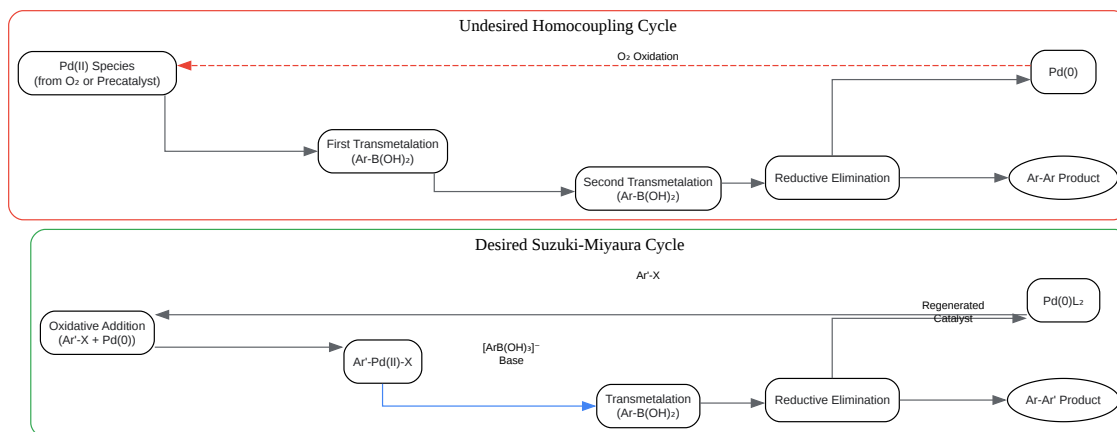 Undesired Homocoupling Cycle
O₂ Oxidation
Pd(II) Species
(from O₂ or Precatalyst)
Pd(0)
First Transmetalation
(Ar-B(OH)₂)
Second Transmetalation
(Ar-B(OH)₂)
Reductive Elimination
Ar-Ar Product
Desired Suzuki-Miyaura Cycle
Ar'-X
Pd(0)L₂
Regenerated
Catalyst
Oxidative Addition
(Ar'-X + Pd(0))
[ArB(OH)₃]⁻
Base
Ar'-Pd(II)-X
Transmetalation
(Ar-B(OH)₂)
Reductive Elimination
Ar-Ar' Product